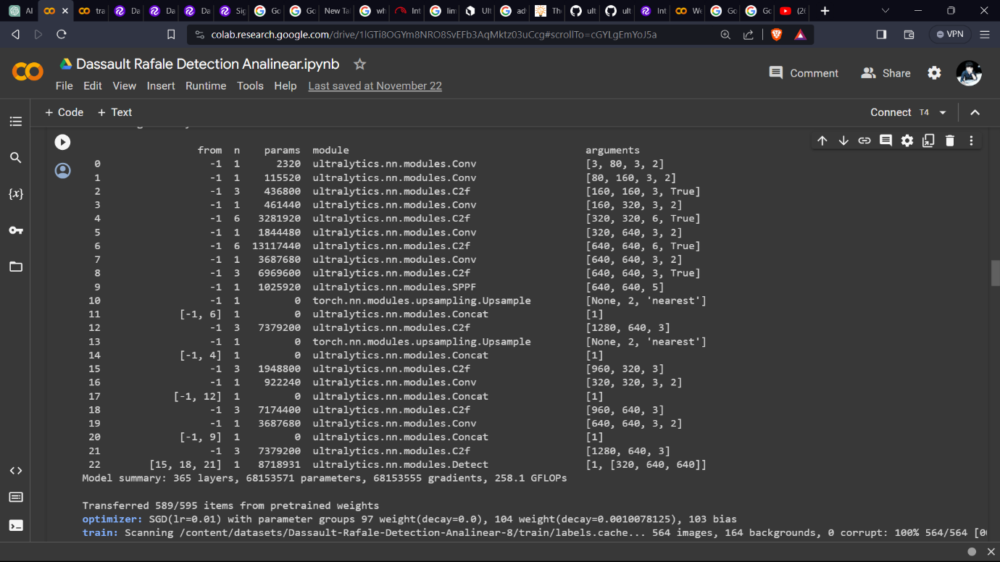 AI
tra
Da
Da
Da
Sig
Go
Go
New Tab
wh
Int
lim
Ult
ad
The
ult
ult
Int
We
Go
Go
(20
colab.research.google.com/drive/1lGTi8OGYm8NRO8SvEFb3AqMktz03uCcg#scrollTo=cGYLgEmYoJ5a
VPN
Dassault Rafale Detection Analinear.ipynb
Comment Share
File Edit View Insert Runtime Tools Help Last saved at November 22
+ Code + Text Connect T4
from n params module arguments
0 -1 1 2320 ultralytics.nn.modules.Conv [3, 80, 3, 2]
1 -1 1 115520 ultralytics.nn.modules.Conv [80, 160, 3, 2]
2 -1 3 436800 ultralytics.nn.modules.C2f [160, 160, 3, True]
3 -1 1 461440 ultralytics.nn.modules.Conv [160, 320, 3, 2]
4 -1 6 3281920 ultralytics.nn.modules.C2f [320, 320, 6, True]
5 -1 1 1844480 ultralytics.nn.modules.Conv [320, 640, 3, 2]
6 -1 6 13117440 ultralytics.nn.modules.C2f [640, 640, 6, True]
7 -1 1 3687680 ultralytics.nn.modules.Conv [640, 640, 3, 2]
8 -1 3 6969600 ultralytics.nn.modules.C2f [640, 640, 3, True]
9 -1 1 1025920 ultralytics.nn.modules.SPPF [640, 640, 5]
10 -1 1 0 torch.nn.modules.upsampling.Upsample [None, 2, 'nearest']
11 [-1, 6] 1 0 ultralytics.nn.modules.Concat [1]
12 -1 3 7379200 ultralytics.nn.modules.C2f [1280, 640, 3]
13 -1 1 0 torch.nn.modules.upsampling.Upsample [None, 2, 'nearest']
14 [-1, 4] 1 0 ultralytics.nn.modules.Concat [1]
15 -1 3 1948800 ultralytics.nn.modules.C2f [960, 320, 3]
16 -1 1 922240 ultralytics.nn.modules.Conv [320, 320, 3, 2]
17 [-1, 12] 1 0 ultralytics.nn.modules.Concat [1]
18 -1 3 7174400 ultralytics.nn.modules.C2f [960, 640, 3]
19 -1 1 3687680 ultralytics.nn.modules.Conv [640, 640, 3, 2]
20 [-1, 9] 1 0 ultralytics.nn.modules.Concat [1]
21 -1 3 7379200 ultralytics.nn.modules.C2f [1280, 640, 3]
22 [15, 18, 21] 1 8718931 ultralytics.nn.modules.Detect [1, [320, 640, 640]]
Model summary: 365 layers, 68153571 parameters, 68153555 gradients, 258.1 GFLOPs
Transferred 589/595 items from pretrained weights
optimizer: SGD(lr=0.01) with parameter groups 97 weight(decay=0.0), 104 weight(decay=0.0010078125), 103 bias
train: Scanning /content/datasets/Dassault-Rafale-Detection-Analinear-8/train/labels.cache... 564 images, 164 backgrounds, 0 corrupt: 100% 564/564